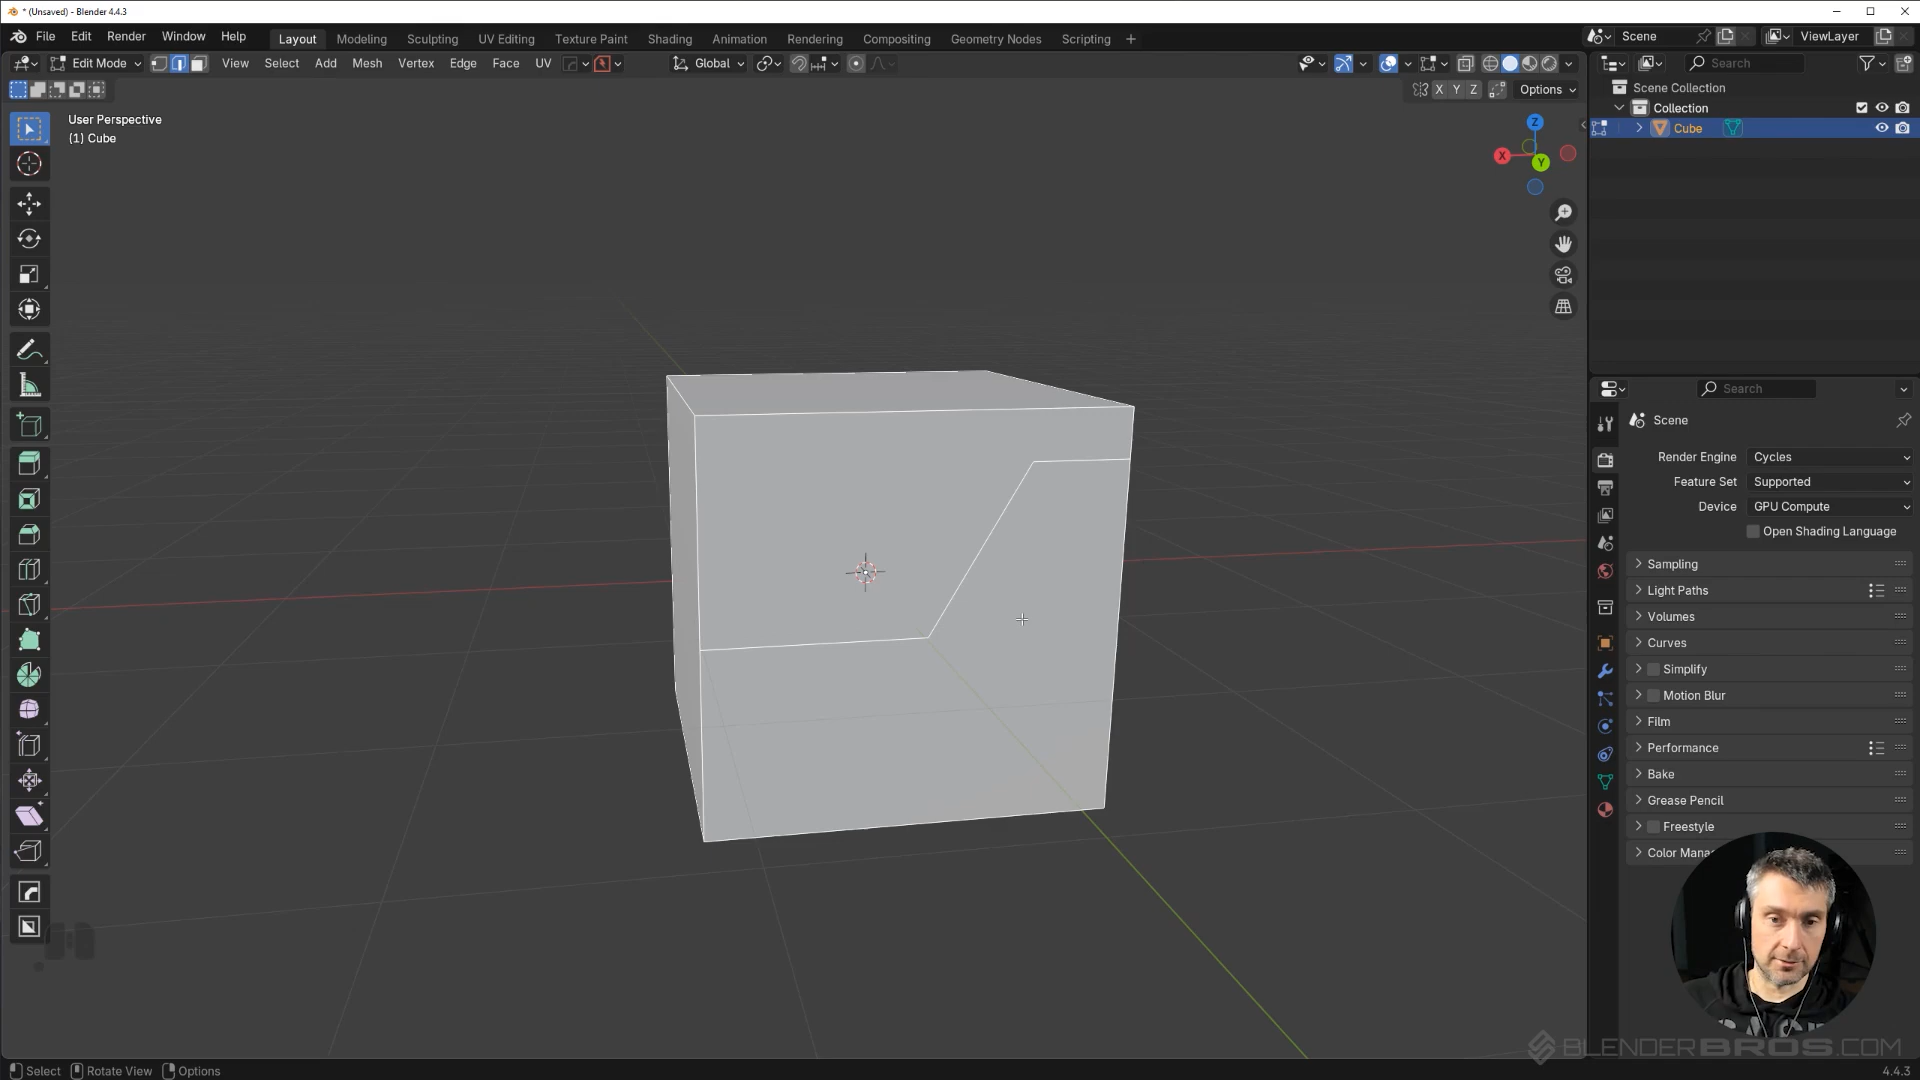 * (Unsaved) - Blender 4.4.3
File Edit Render Window Help
Layout Modeling Sculpting UV Editing Texture Paint Shading Animation Rendering Compositing Geometry Nodes Scripting +
Scene
ViewLayer
Edit Mode View Select Add Mesh Vertex Edge Face UV
Global
Search
X Y Z Options
User Perspective
(1) Cube
Z
X
Y
Scene Collection
Collection
Cube
Search
Scene
Render Engine Cycles
Feature Set Supported
Device GPU Compute
Open Shading Language
Sampling
Light Paths
Volumes
Curves
Simplify
Motion Blur
Film
Performance
Bake
Grease Pencil
Freestyle
Color Mana
BLENDERBROS.COM
Select Rotate View Options
4.4.3